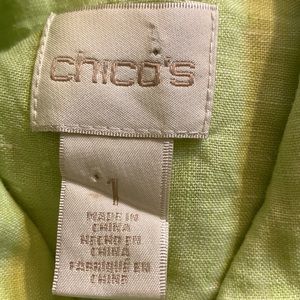 chico's
1
MADE IN
CHINA
HECHO EN
CHINA
FABRIQUÉ EN
CHINE